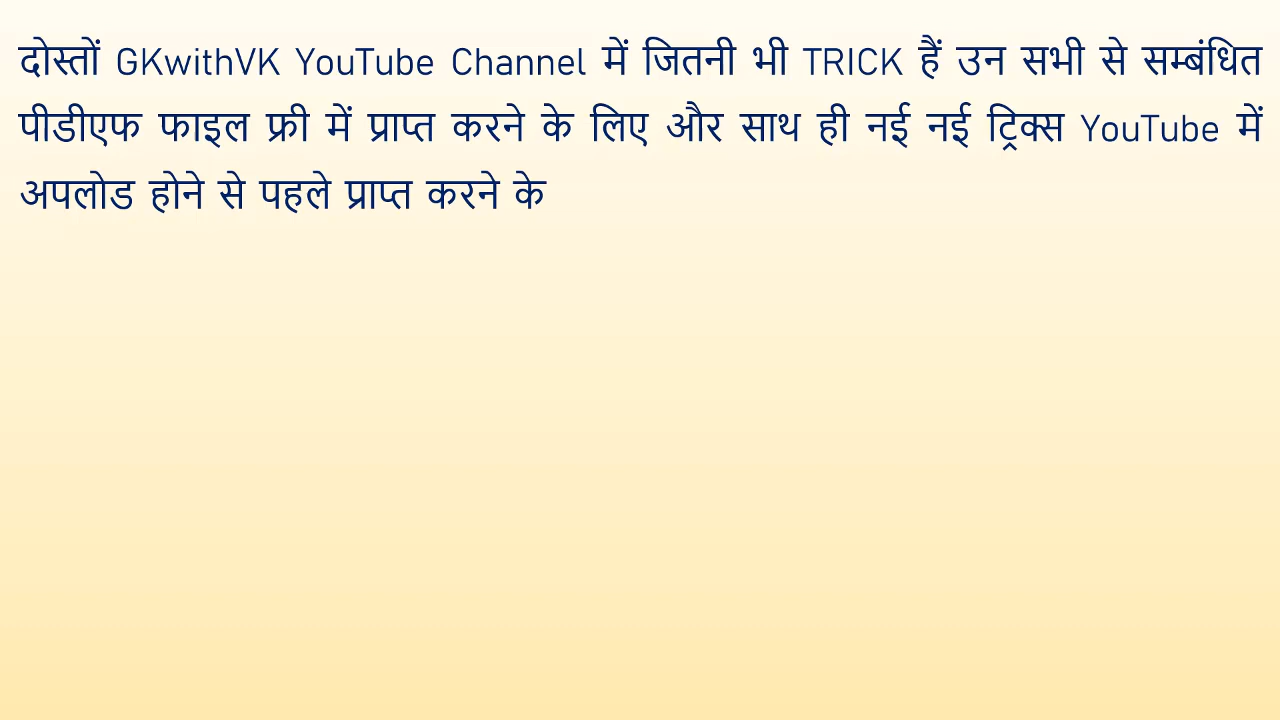 दोस्तों GKwithVK YouTube Channel में जितनी भी TRICK हैं उन सभी से सम्बंधित
पीडीएफ फाइल फ्री में प्राप्त करने के लिए और साथ ही नई नई ट्रिक्स YouTube में
अपलोड होने से पहले प्राप्त करने के